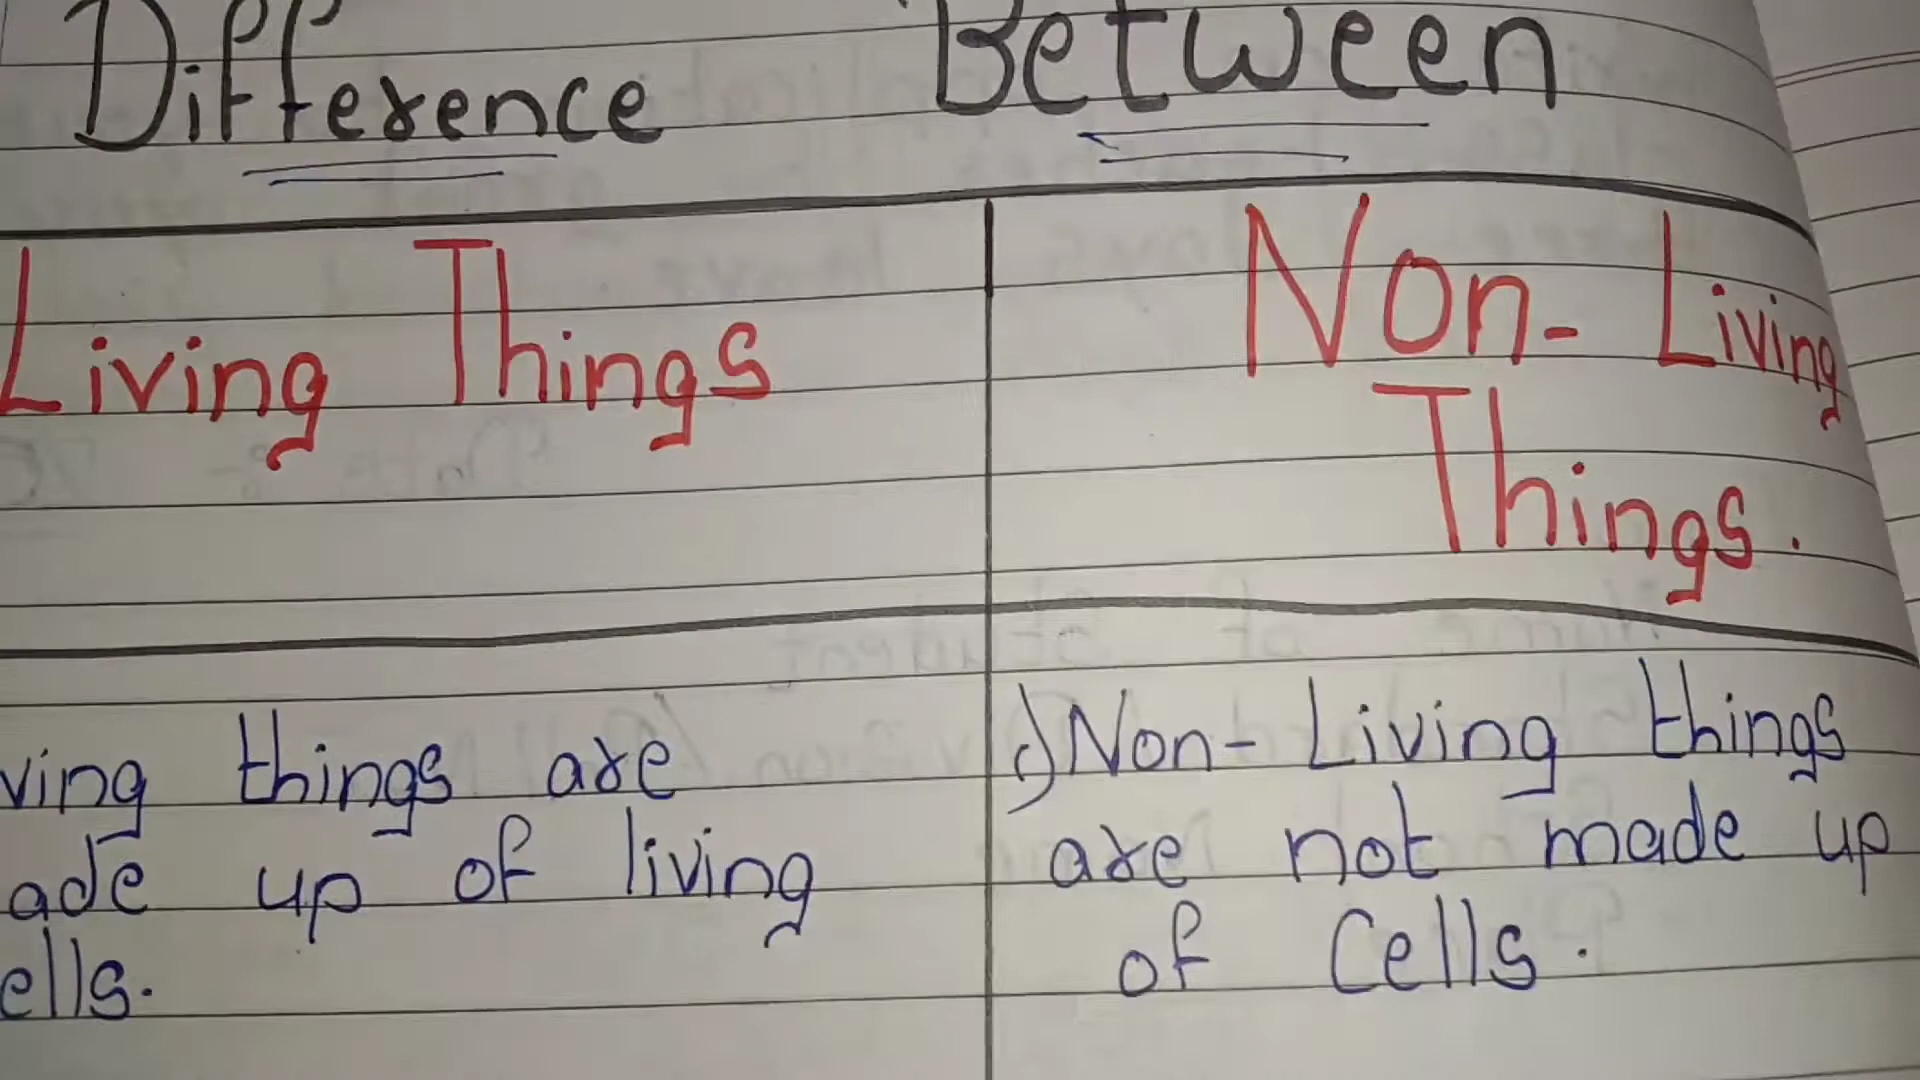 Difference Between
Living Things
Non-Living
Things.
ving things are
ade up of living
ells.
1) Non-Living things
are not made up
of Cells.